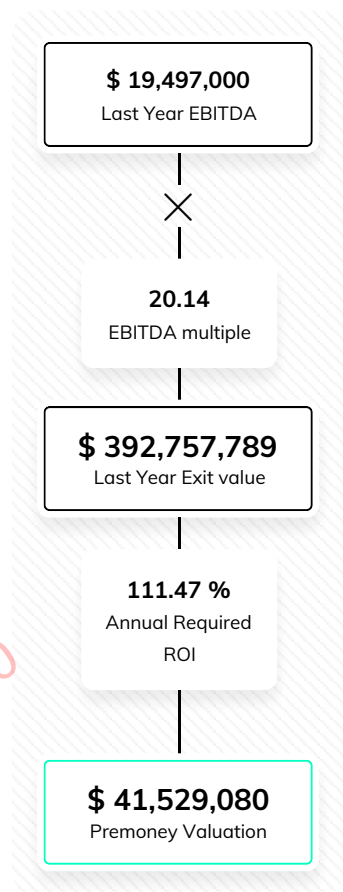 $ 19,497,000
Last Year EBITDA
20.14
EBITDA multiple
$ 392,757,789
Last Year Exit value
111.47 %
Annual Required
ROI
$ 41,529,080
Premoney Valuation